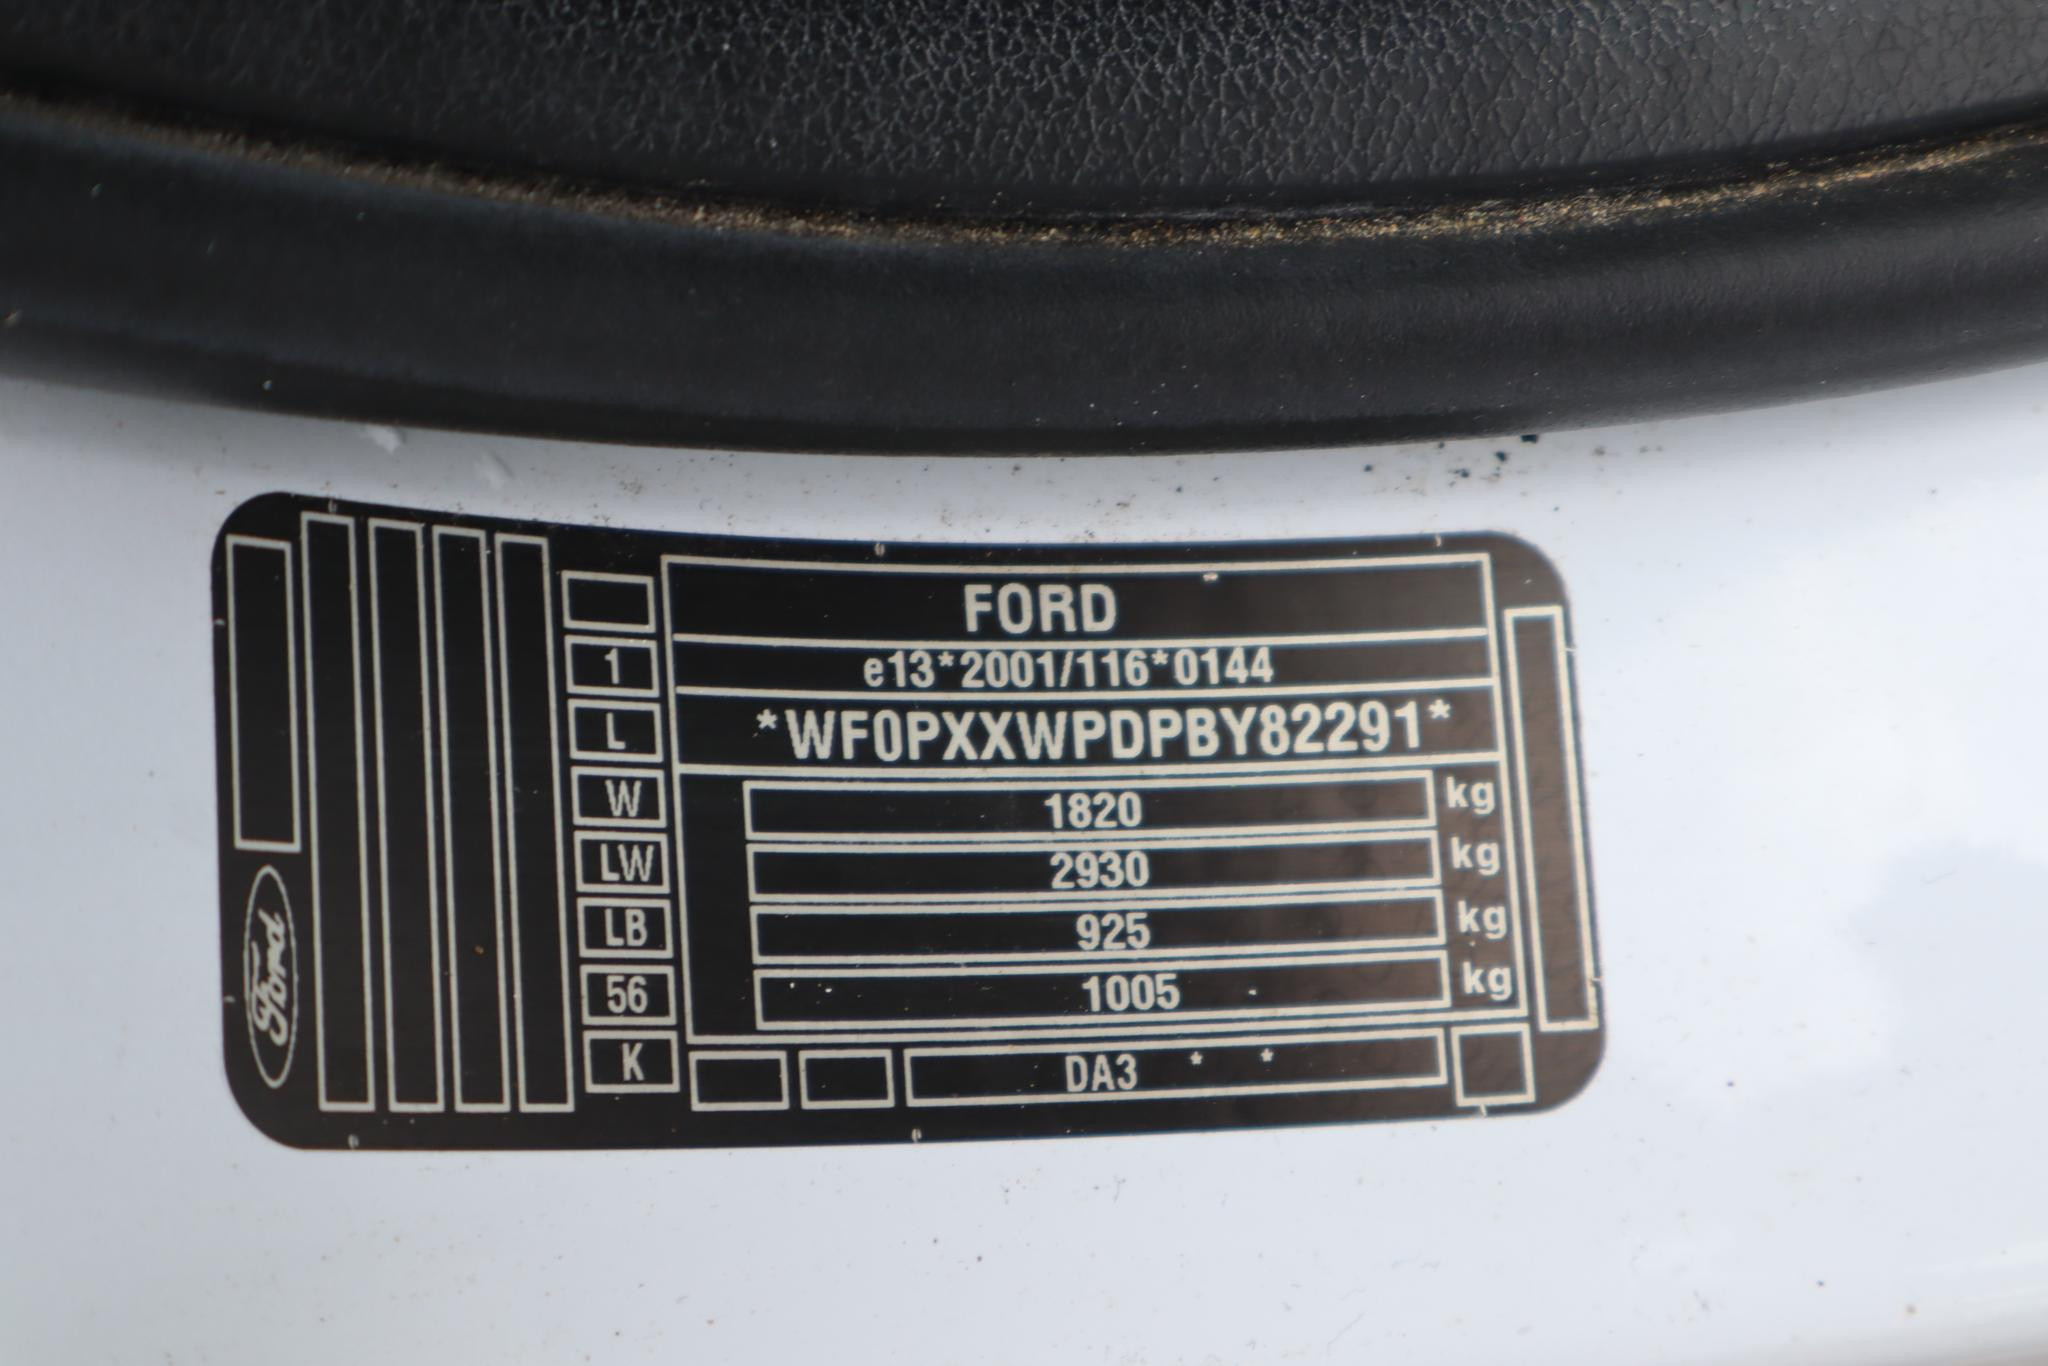 Ford
FORD
1 e13*2001/116*0144
L *WF0PXXWPDPBY82291*
W 1820 kg
LW 2930 kg
LB 925 kg
56 1005 kg
K DA3 * *